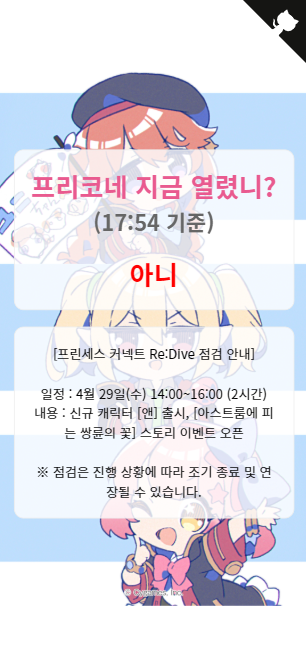 프리코네 지금 열렸니?
(17:54 기준)
아니
[프린세스 커넥트 Re:Dive 점검 안내]
일정 : 4월 29일(수) 14:00~16:00 (2시간)
내용 : 신규 캐릭터 [앤] 출시, [아스트룸에 피
는 쌍륜의 꽃] 스토리 이벤트 오픈
※ 점검은 진행 상황에 따라 조기 종료 및 연
장될 수 있습니다.
© Cygames, Inc.